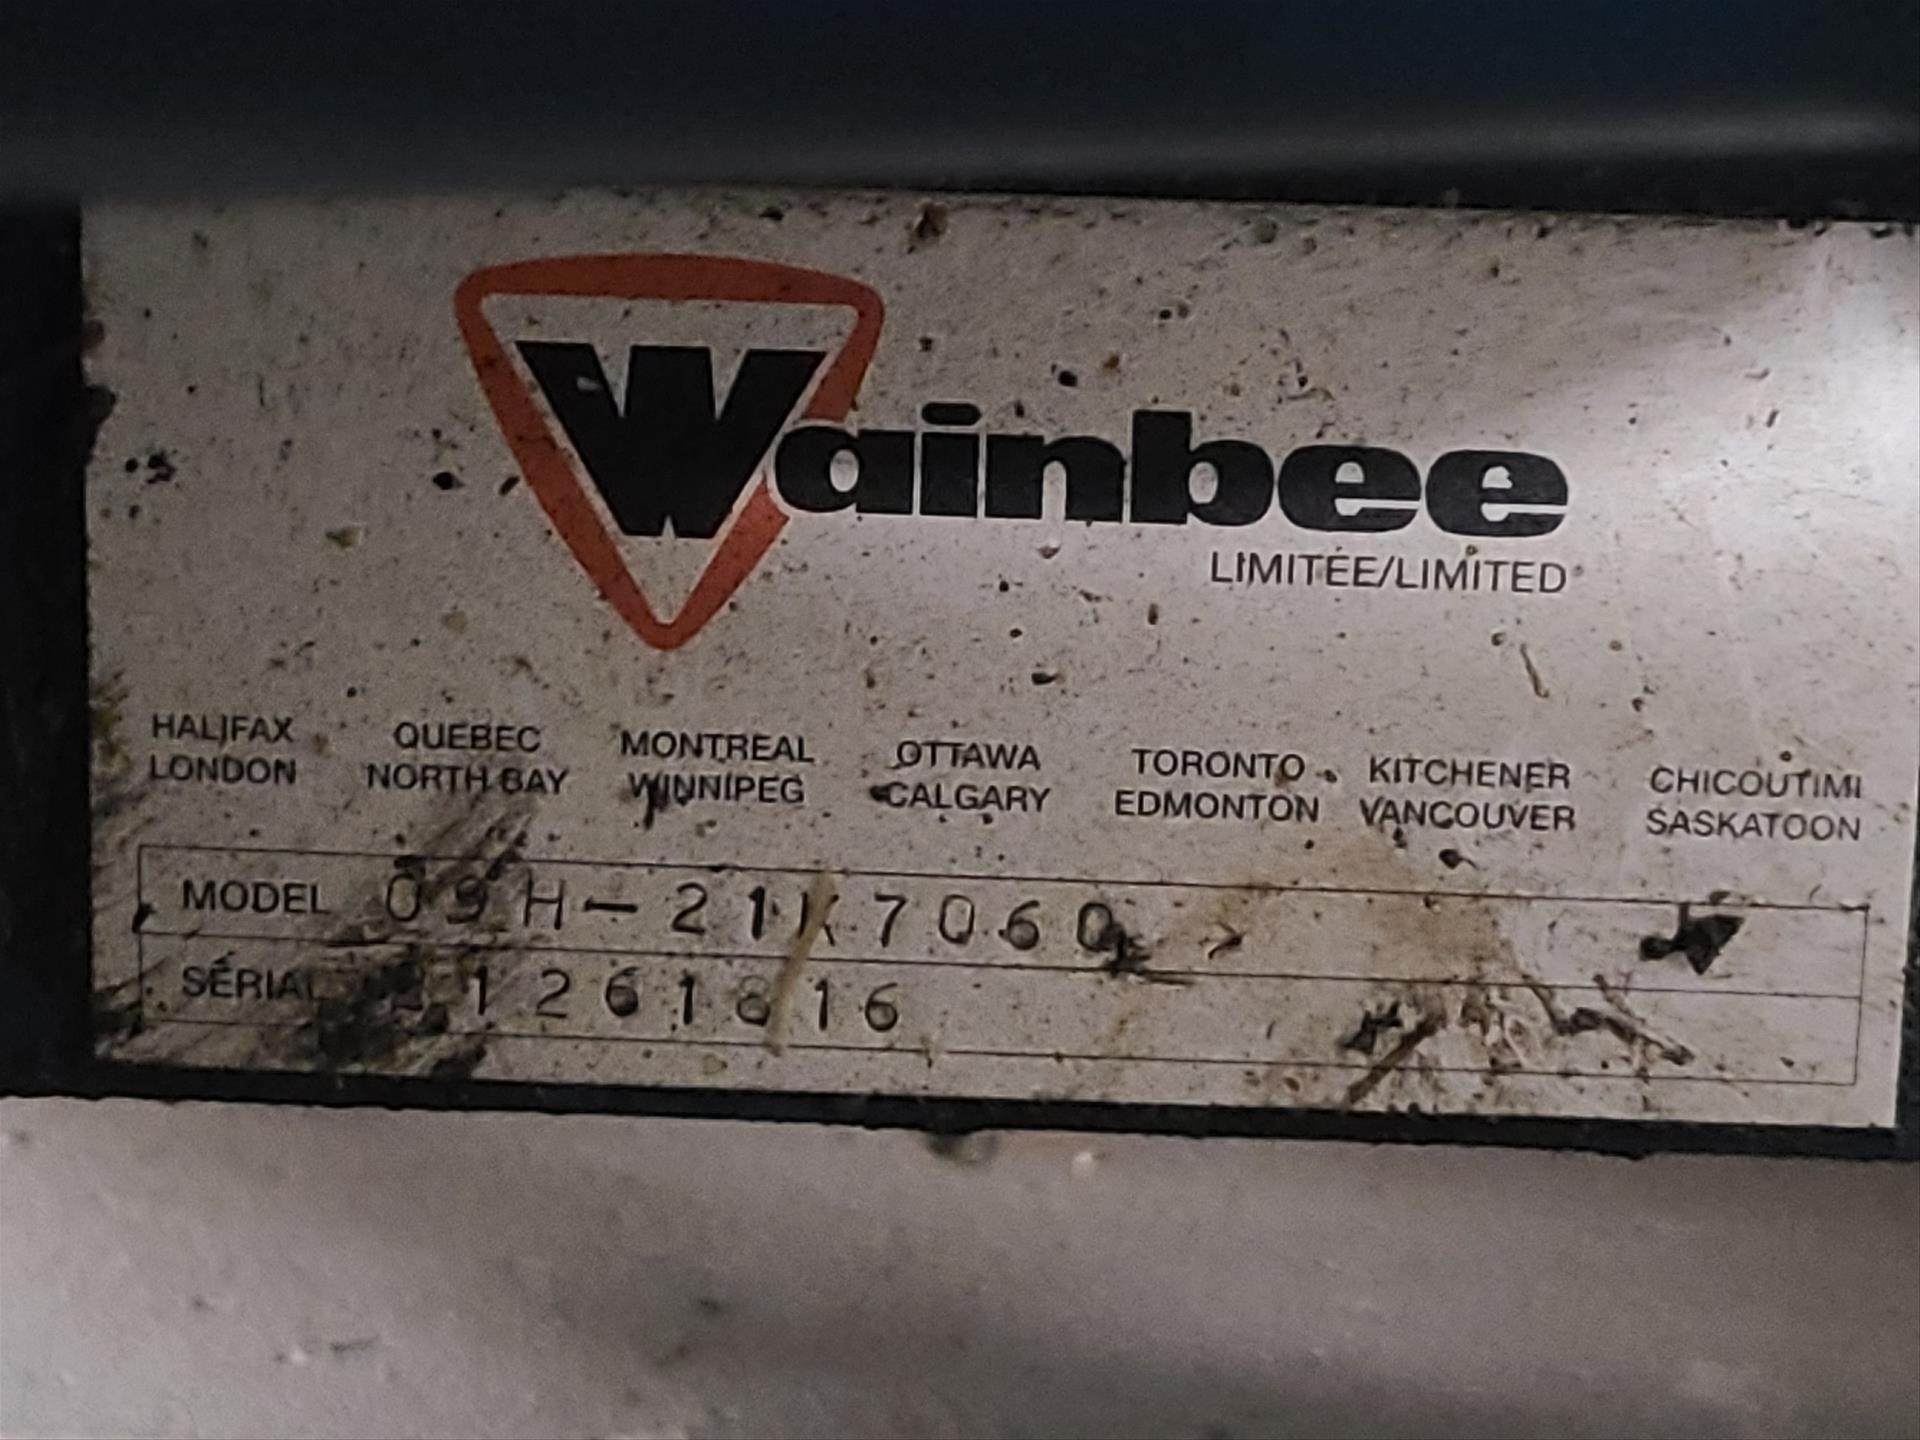 Wainbee
LIMITÉE/LIMITED
HALIFAX QUEBEC MONTREAL OTTAWA TORONTO KITCHENER CHICOUTIMI
LONDON NORTH BAY WINNIPEG CALGARY EDMONTON VANCOUVER SASKATOON
MODEL 09H-21K7060
SÉRIAL